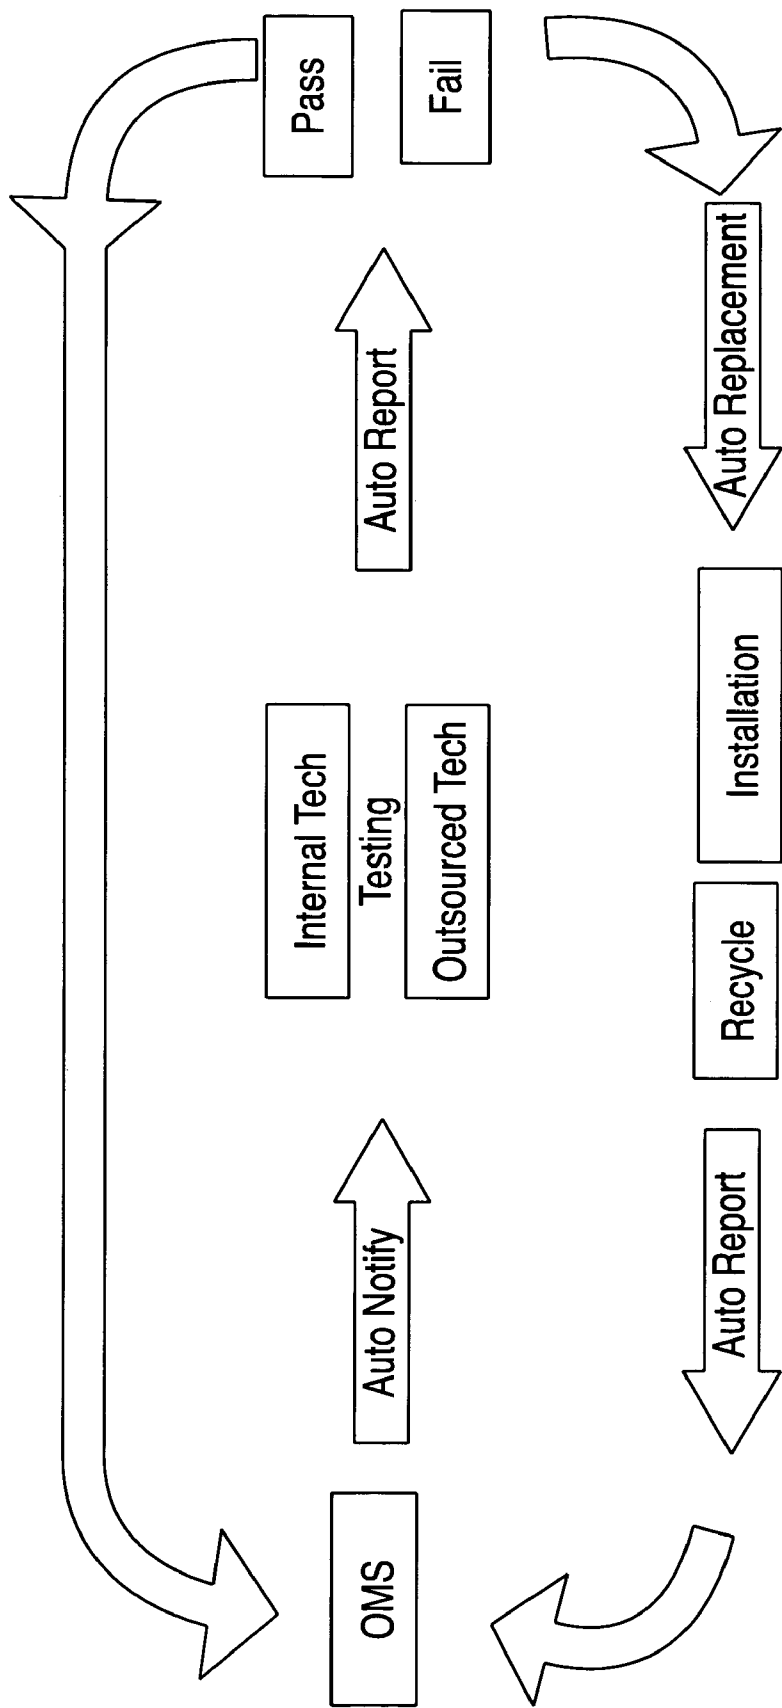 OMS
Auto Notify
Internal Tech
Testing
Outsourced Tech
Auto Report
Pass
Fail
Auto Replacement
Installation
Recycle
Auto Report